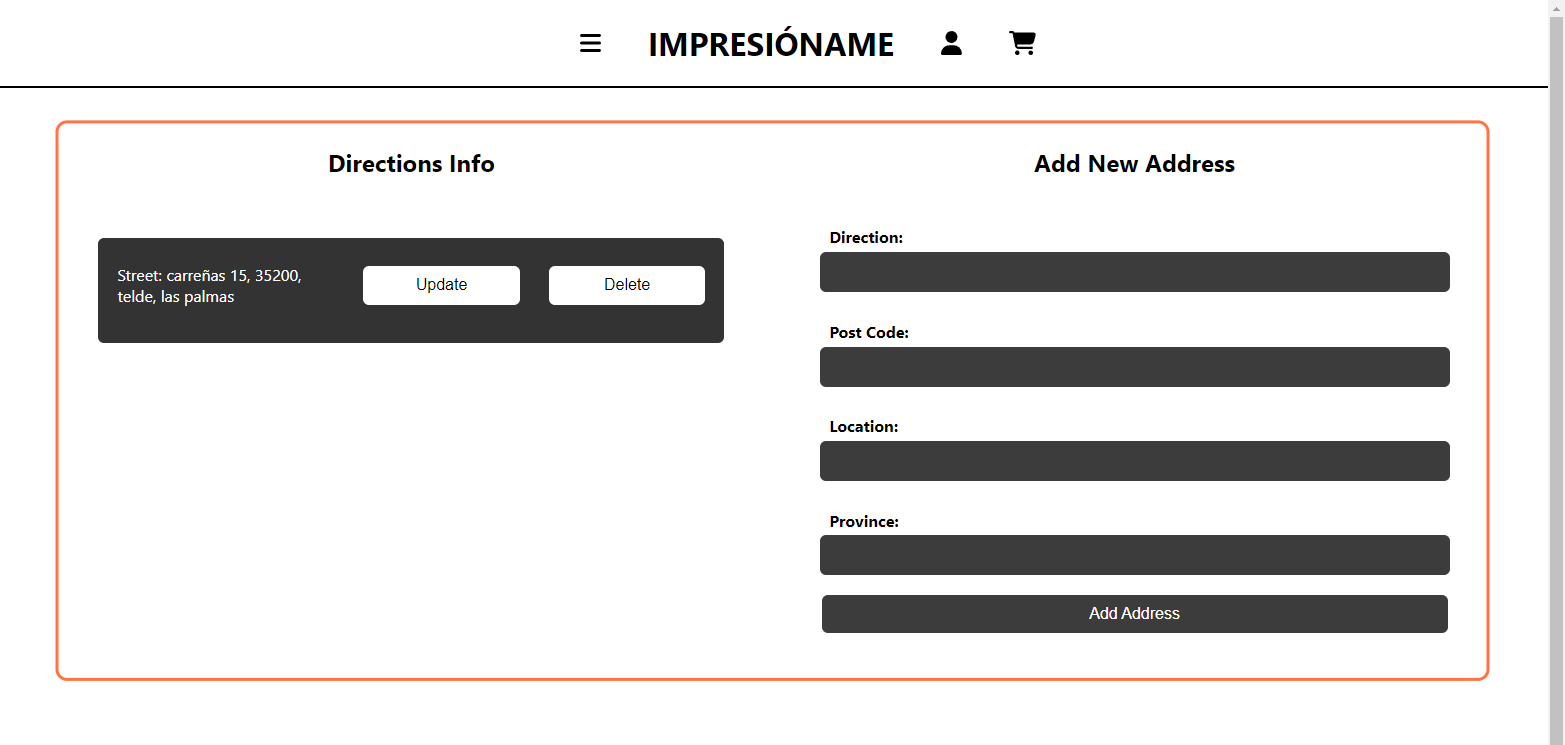 IMPRESIÓNAME
Directions Info
Street: carreñas 15, 35200,
telde, las palmas
Update
Delete
Add New Address
Direction:
Post Code:
Location:
Province:
Add Address